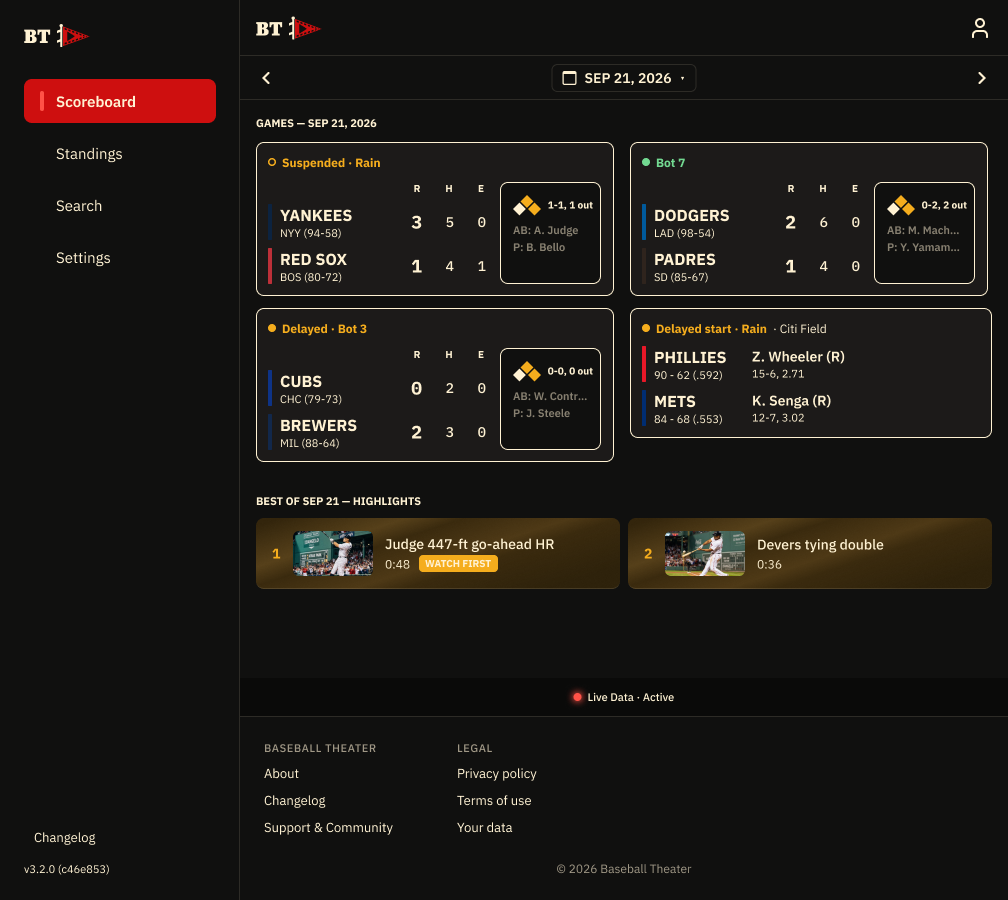 BT
Scoreboard
Standings
Search
Settings
Changelog
v3.2.0 (c46e853)
BT
SEP 21, 2026
GAMES — SEP 21, 2026
Suspended · Rain
R H E
YANKEES 3 5 0
NYY (94-58)
RED SOX 1 4 1
BOS (80-72)
1-1, 1 out
AB: A. Judge
P: B. Bello
Bot 7
R H E
DODGERS 2 6 0
LAD (98-54)
PADRES 1 4 0
SD (85-67)
0-2, 2 out
AB: M. Mach...
P: Y. Yamam...
Delayed · Bot 3
R H E
CUBS 0 2 0
CHC (79-73)
BREWERS 2 3 0
MIL (88-64)
0-0, 0 out
AB: W. Contr...
P: J. Steele
Delayed start · Rain · Citi Field
PHILLIES Z. Wheeler (R)
90 - 62 (.592) 15-6, 2.71
METS K. Senga (R)
84 - 68 (.553) 12-7, 3.02
BEST OF SEP 21 — HIGHLIGHTS
1
Judge 447-ft go-ahead HR
0:48 WATCH FIRST
2
Devers tying double
0:36
Live Data · Active
BASEBALL THEATER
About
Changelog
Support & Community
LEGAL
Privacy policy
Terms of use
Your data
© 2026 Baseball Theater